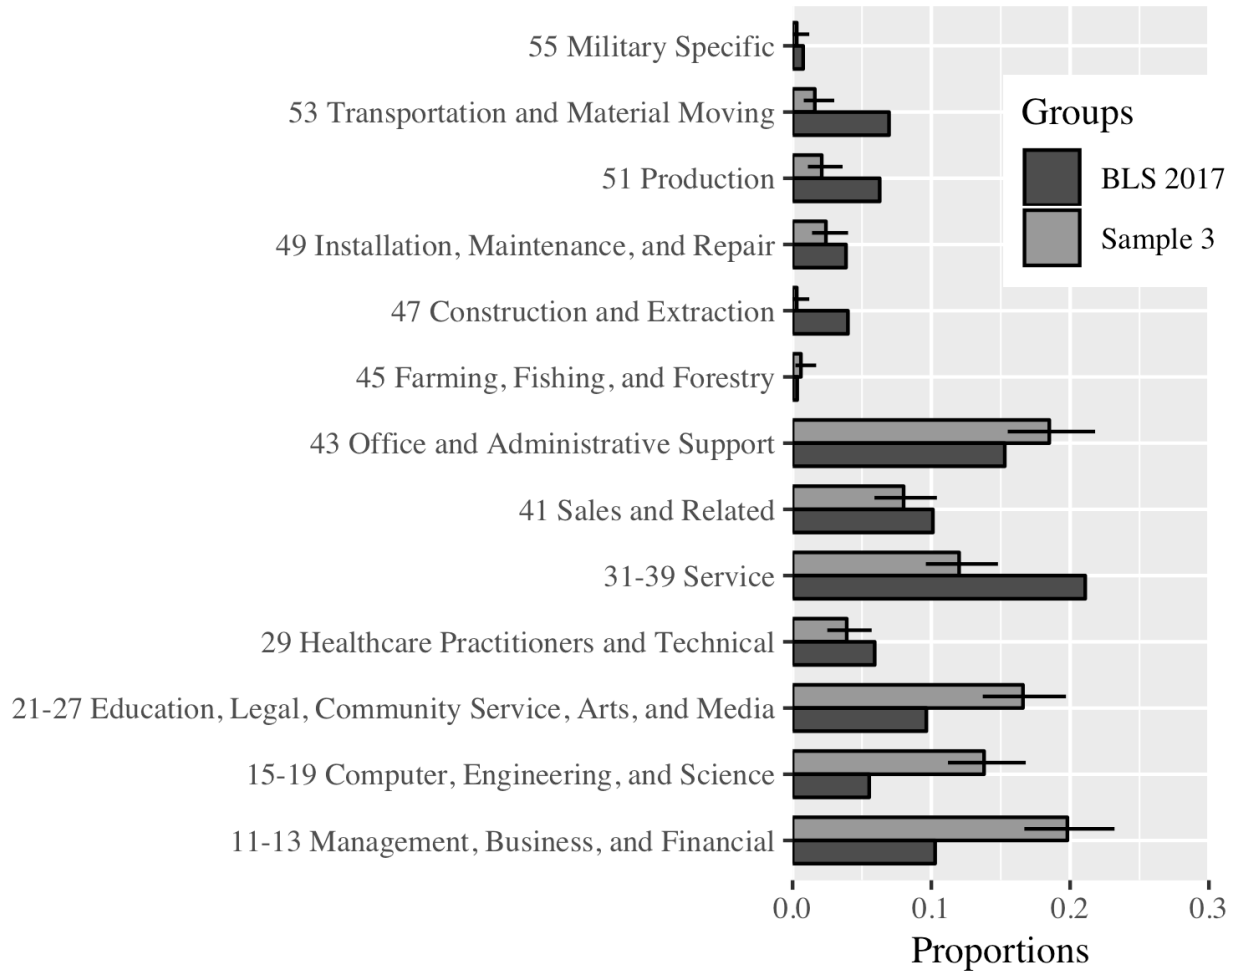 55 Military Specific
53 Transportation and Material Moving
51 Production
49 Installation, Maintenance, and Repair
47 Construction and Extraction
45 Farming, Fishing, and Forestry
43 Office and Administrative Support
41 Sales and Related
31-39 Service
29 Healthcare Practitioners and Technical
21-27 Education, Legal, Community Service, Arts, and Media
15-19 Computer, Engineering, and Science
11-13 Management, Business, and Financial
Groups
BLS 2017
Sample 3
0.0 0.1 0.2 0.3
Proportions